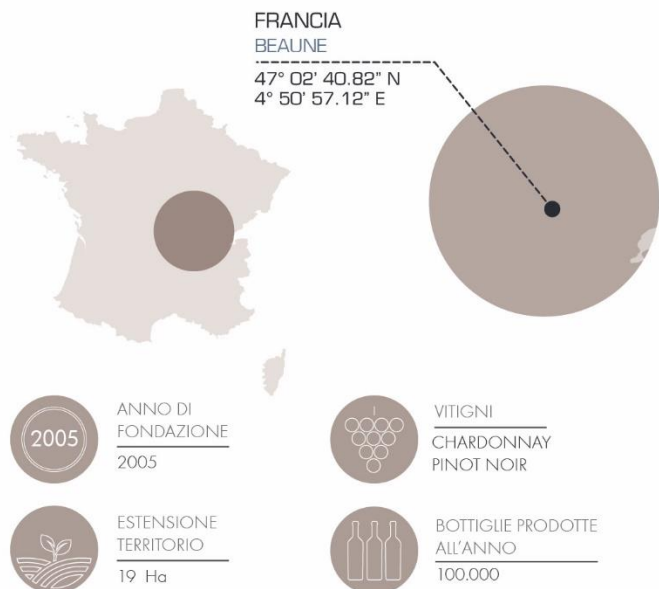 FRANCIA
BEAUNE
47° 02' 40.82" N
4° 50' 57.12" E
2005
ANNO DI
FONDAZIONE
2005
VITIGNI
CHARDONNAY
PINOT NOIR
ESTENSIONE
TERRITORIO
19 Ha
BOTTIGLIE PRODOTTE
ALL'ANNO
100.000